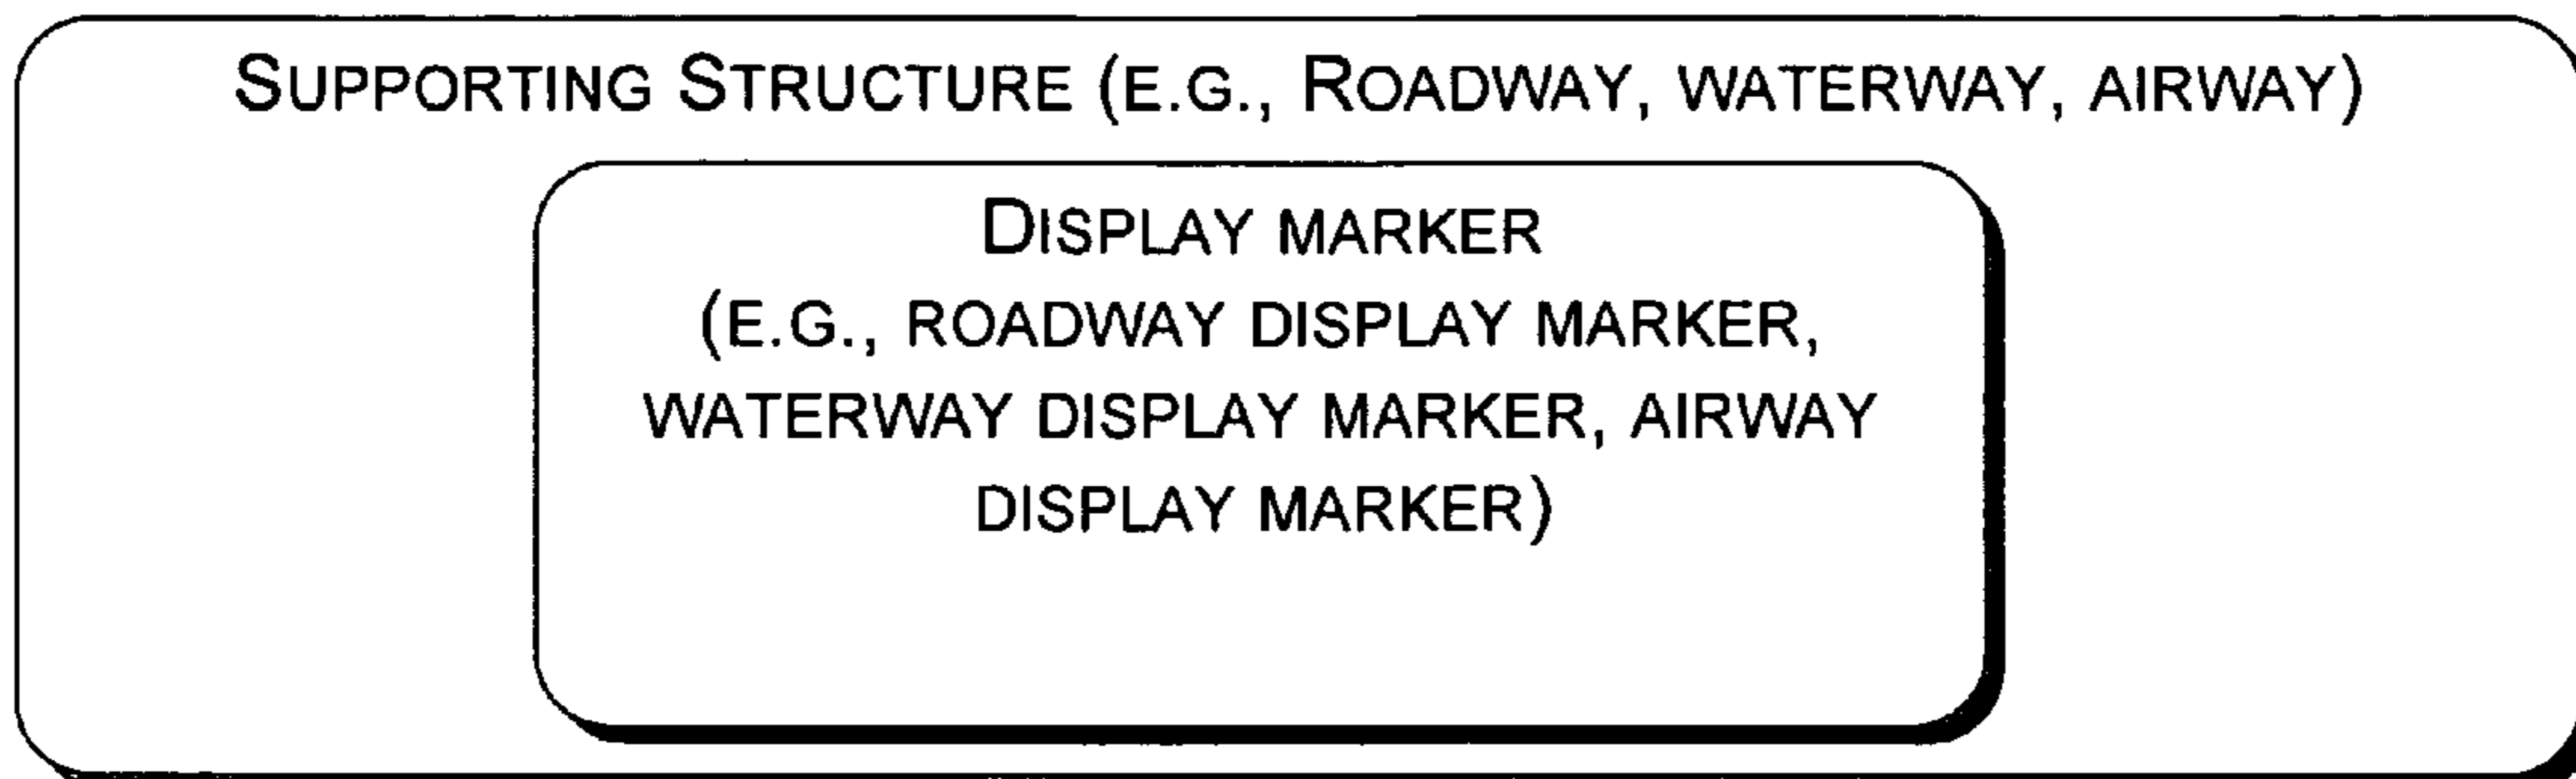 SUPPORTING STRUCTURE (E.G., ROADWAY, WATERWAY, AIRWAY)
DISPLAY MARKER
(E.G., ROADWAY DISPLAY MARKER,
WATERWAY DISPLAY MARKER, AIRWAY
DISPLAY MARKER)